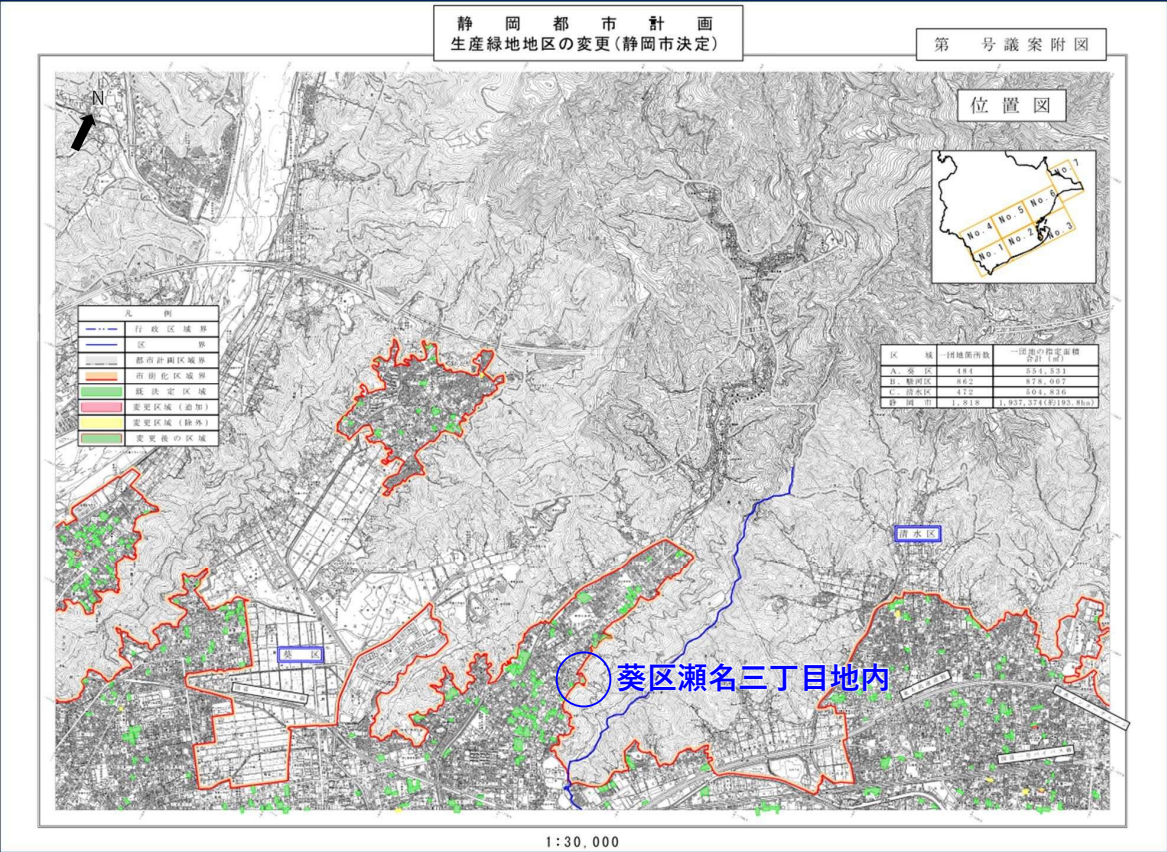 静岡都市計画
生産緑地地区の変更(静岡市決定)
第 号議案附図
N
位置図
No.7
No.6
No.5
No.4
No.3
No.2
No.1
凡例
行政区域界
区界
都市計画区域界
市街化区域界
既決定区域
変更区域(追加)
変更区域(除外)
変更後の区域
区域 一団地箇所数 一団地の指定面積合計(㎡)
A.葵区 484 554,531
B.駿河区 862 878,007
C.清水区 472 504,836
静岡市 1,818 1,937,374(約193.8ha)
清水区
葵区
葵区瀬名三丁目地内
1:30,000